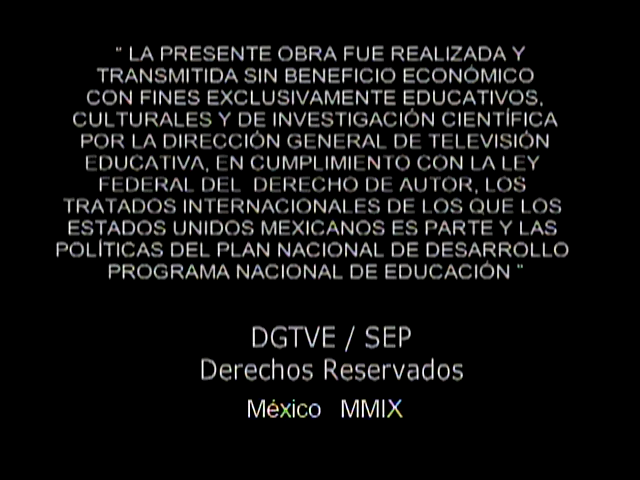 " LA PRESENTE OBRA FUE REALIZADA Y
TRANSMITIDA SIN BENEFICIO ECONÓMICO
CON FINES EXCLUSIVAMENTE EDUCATIVOS,
CULTURALES Y DE INVESTIGACIÓN CIENTÍFICA
POR LA DIRECCIÓN GENERAL DE TELEVISIÓN
EDUCATIVA, EN CUMPLIMIENTO CON LA LEY
FEDERAL DEL DERECHO DE AUTOR, LOS
TRATADOS INTERNACIONALES DE LOS QUE LOS
ESTADOS UNIDOS MEXICANOS ES PARTE Y LAS
POLÍTICAS DEL PLAN NACIONAL DE DESARROLLO
PROGRAMA NACIONAL DE EDUCACIÓN "
DGTVE / SEP
Derechos Reservados
México MMIX